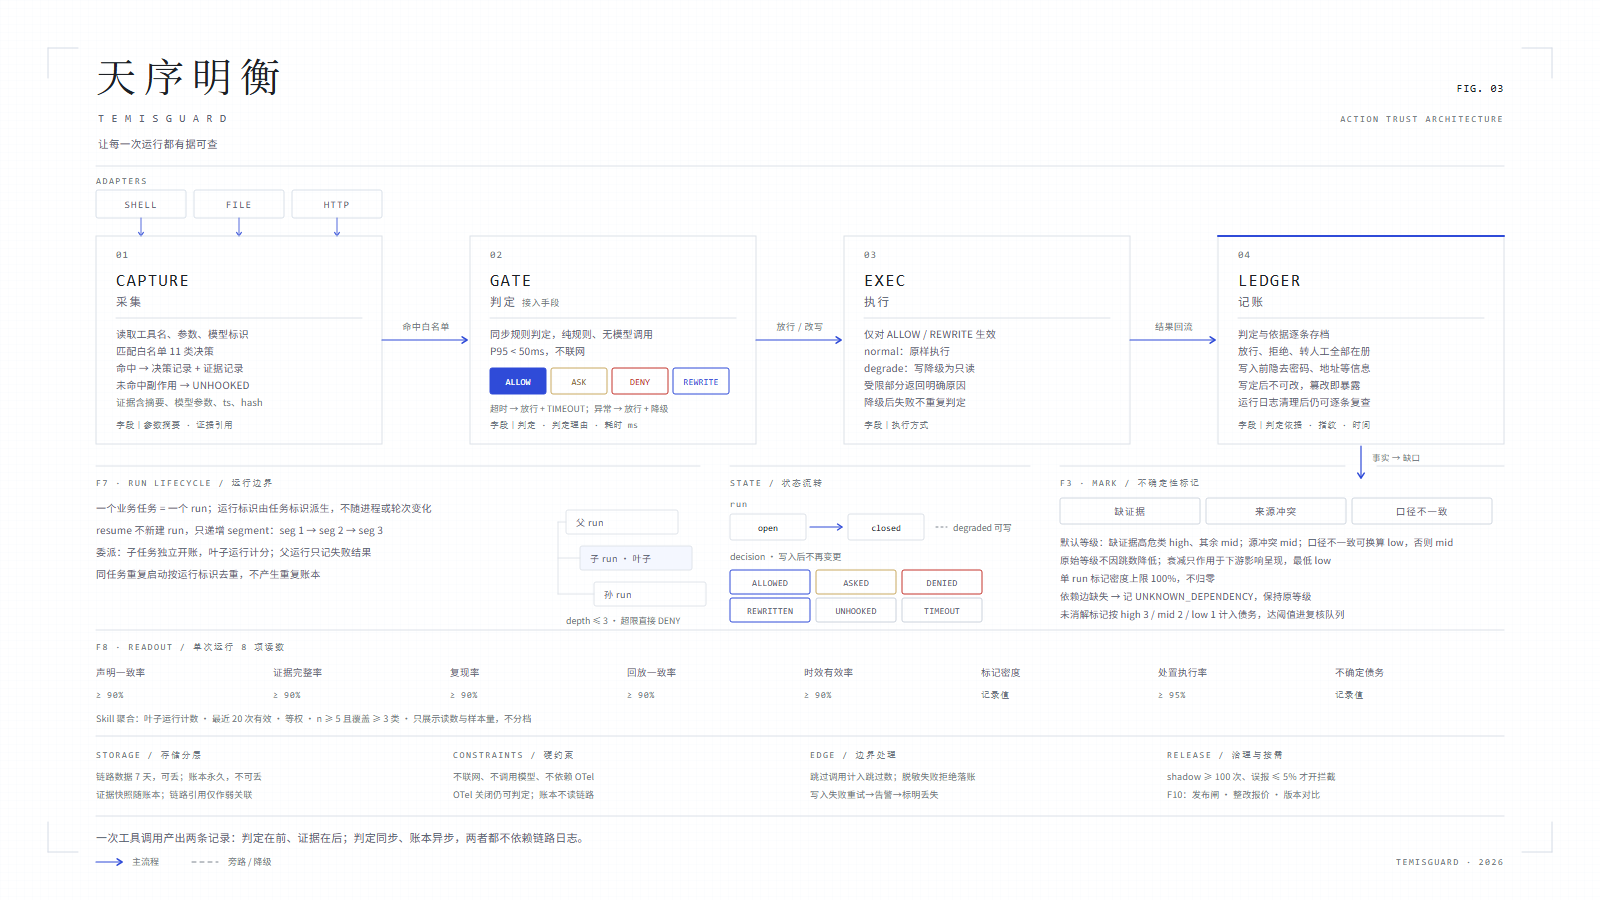 天序明衡
TEMISGUARD
让每一次运行都有据可查
FIG. 03
ACTION TRUST ARCHITECTURE
ADAPTERS
SHELL
FILE
HTTP
01
CAPTURE
采集
读取工具名、参数、模型标识
匹配白名单 11 类决策
命中 → 决策记录 + 证据记录
未命中副作用 → UNHOOKED
证据含摘要、模型参数、ts、hash
字段 | 参数摘要 · 证据引用
命中白名单
02
GATE
判定 接入手段
同步规则判定，纯规则、无模型调用
P95 < 50ms，不联网
ALLOW
ASK
DENY
REWRITE
超时 → 放行 + TIMEOUT；异常 → 放行 + 降级
字段 | 判定 · 判定理由 · 耗时 ms
放行 / 改写
03
EXEC
执行
仅对 ALLOW / REWRITE 生效
normal：原样执行
degrade：写降级为只读
受限部分返回明确原因
降级后失败不重复判定
字段 | 执行方式
结果回流
04
LEDGER
记账
判定与依据逐条存档
放行、拒绝、转人工全部在册
写入前隐去密码、地址等信息
写定后不可改，篡改即暴露
运行日志清理后仍可逐条复查
字段 | 判定依据 · 指纹 · 时间
事实 → 缺口
F7 · RUN LIFECYCLE / 运行边界
一个业务任务 = 一个 run；运行标识由任务标识派生，不随进程或轮次变化
resume 不新建 run，只递增 segment：seg 1 → seg 2 → seg 3
委派：子任务独立开账，叶子运行计分；父运行只记失败结果
同任务重复启动按运行标识去重，不产生重复账本
父 run
子 run · 叶子
孙 run
depth ≤ 3 · 超限直接 DENY
STATE / 状态流转
run
open
closed
degraded 可写
decision · 写入后不再变更
ALLOWED
ASKED
DENIED
REWRITTEN
UNHOOKED
TIMEOUT
F3 · MARK / 不确定性标记
缺证据
来源冲突
口径不一致
默认等级：缺证据高危类 high、其余 mid；源冲突 mid；口径不一致可换算 low，否则 mid
原始等级不因跳数降低；衰减只作用于下游影响呈现，最低 low
单 run 标记密度上限 100%，不归零
依赖边缺失 → 记 UNKNOWN_DEPENDENCY，保持原等级
未消解标记按 high 3 / mid 2 / low 1 计入债务，达阈值进复核队列
F8 · READOUT / 单次运行 8 项读数
声明一致率
证据完整率
复现率
回放一致率
时效有效率
标记密度
处置执行率
不确定债务
≥ 90%
≥ 90%
≥ 90%
≥ 90%
≥ 90%
记录值
≥ 95%
记录值
Skill 聚合：叶子运行计数 · 最近 20 次有效 · 等权 · n ≥ 5 且覆盖 ≥ 3 类 · 只展示读数与样本量，不分档
STORAGE / 存储分层
链路数据 7 天，可丢；账本永久，不可丢
证据快照随账本；链路引用仅作弱关联
CONSTRAINTS / 硬约束
不联网、不调用模型、不依赖 OTel
OTel 关闭仍可判定；账本不读链路
EDGE / 边界处理
跳过调用计入跳过数；脱敏失败拒绝落账
写入失败重试→告警→标明丢失
RELEASE / 治理与按需
shadow ≥ 100 次、误报 ≤ 5% 才开拦截
F10：发布闸 · 整改报价 · 版本对比
一次工具调用产出两条记录：判定在前、证据在后；判定同步、账本异步，两者都不依赖链路日志。
主流程
旁路 / 降级
TEMISGUARD · 2026